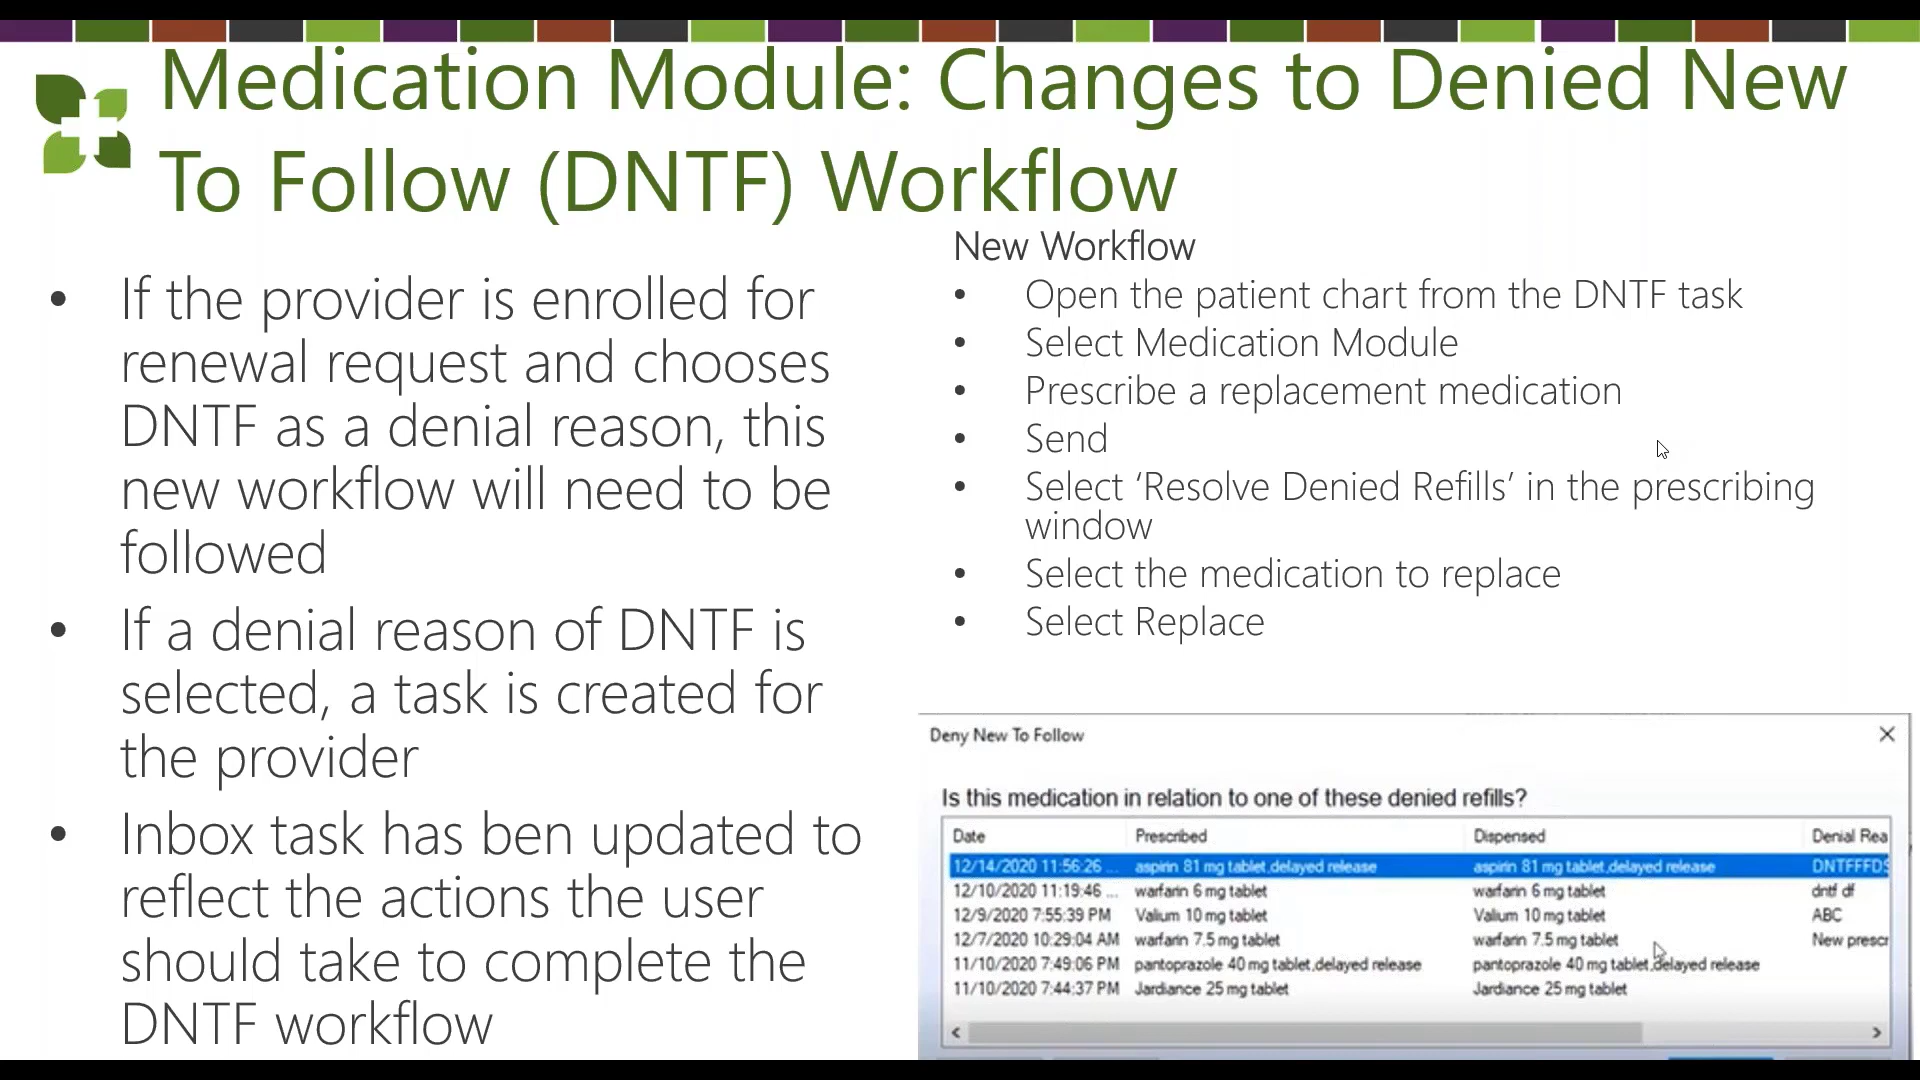 Medication Module: Changes to Denied New
To Follow (DNTF) Workflow
• If the provider is enrolled for
renewal request and chooses
DNTF as a denial reason, this
new workflow will need to be
followed
• If a denial reason of DNTF is
selected, a task is created for
the provider
• Inbox task has ben updated to
reflect the actions the user
should take to complete the
DNTF workflow
New Workflow
• Open the patient chart from the DNTF task
• Select Medication Module
• Prescribe a replacement medication
• Send
• Select ‘Resolve Denied Refills’ in the prescribing
window
• Select the medication to replace
• Select Replace
Deny New To Follow
Is this medication in relation to one of these denied refills?
Date Prescribed Dispensed Denial Rea
12/14/2020 11:56:26 ... aspirin 81 mg tablet,delayed release aspirin 81 mg tablet,delayed release DNTFFFDS
12/10/2020 11:19:46 ... warfarin 6 mg tablet warfarin 6 mg tablet dntf df
12/9/2020 7:55:39 PM Valium 10 mg tablet Valium 10 mg tablet ABC
12/7/2020 10:29:04 AM warfarin 7.5 mg tablet warfarin 7.5 mg tablet New prescr
11/10/2020 7:49:06 PM pantoprazole 40 mg tablet,delayed release pantoprazole 40 mg tablet,delayed release
11/10/2020 7:44:37 PM Jardiance 25 mg tablet Jardiance 25 mg tablet